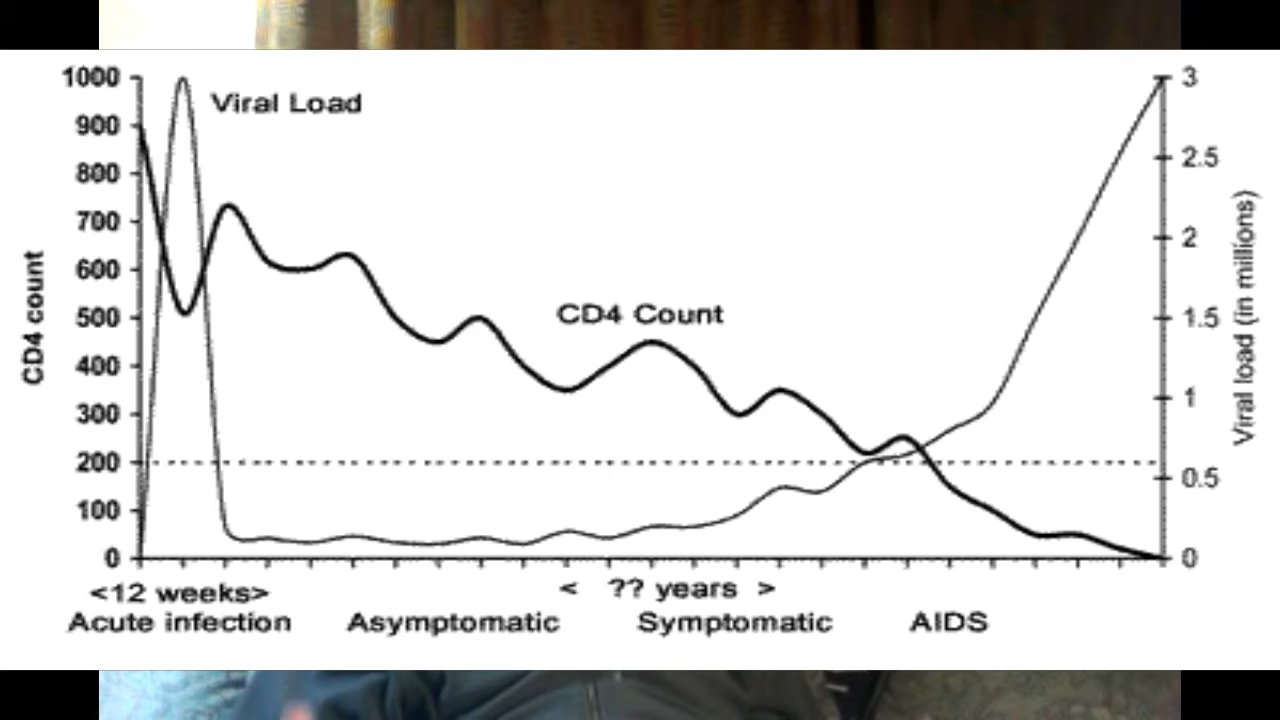 1000
900
800
700
600
500
400
300
200
100
0
CD4 count
Viral Load
CD4 Count
3
2.5
2
1.5
1
0.5
0
Viral load (in millions)
<12 weeks>
< ?? years >
Acute infection Asymptomatic Symptomatic AIDS